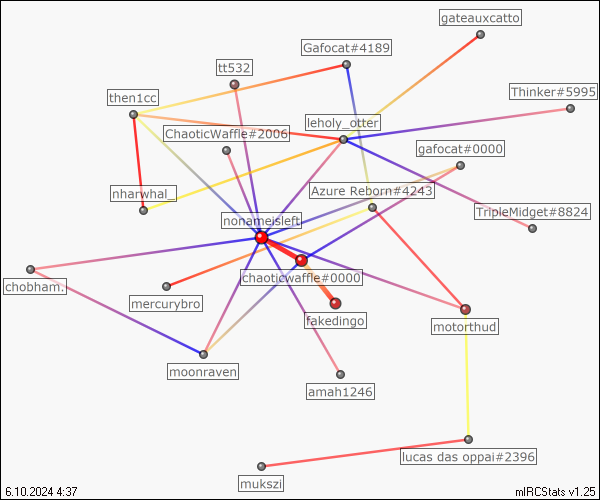 gateauxcatto
Gafocat#4189
tt532
Thinker#5995
then1cc
leholy_otter
ChaoticWaffle#2006
gafocat#0000
Azure Reborn#4243
nharwhal_
TripleMidget#8824
nonameisleft
chaoticwaffle#0000
chobham.
mercurybro
fakedingo
motorthud
moonraven
amah1246
lucas das oppai#2396
mukszi
6.10.2024 4:37
mIRCStats v1.25